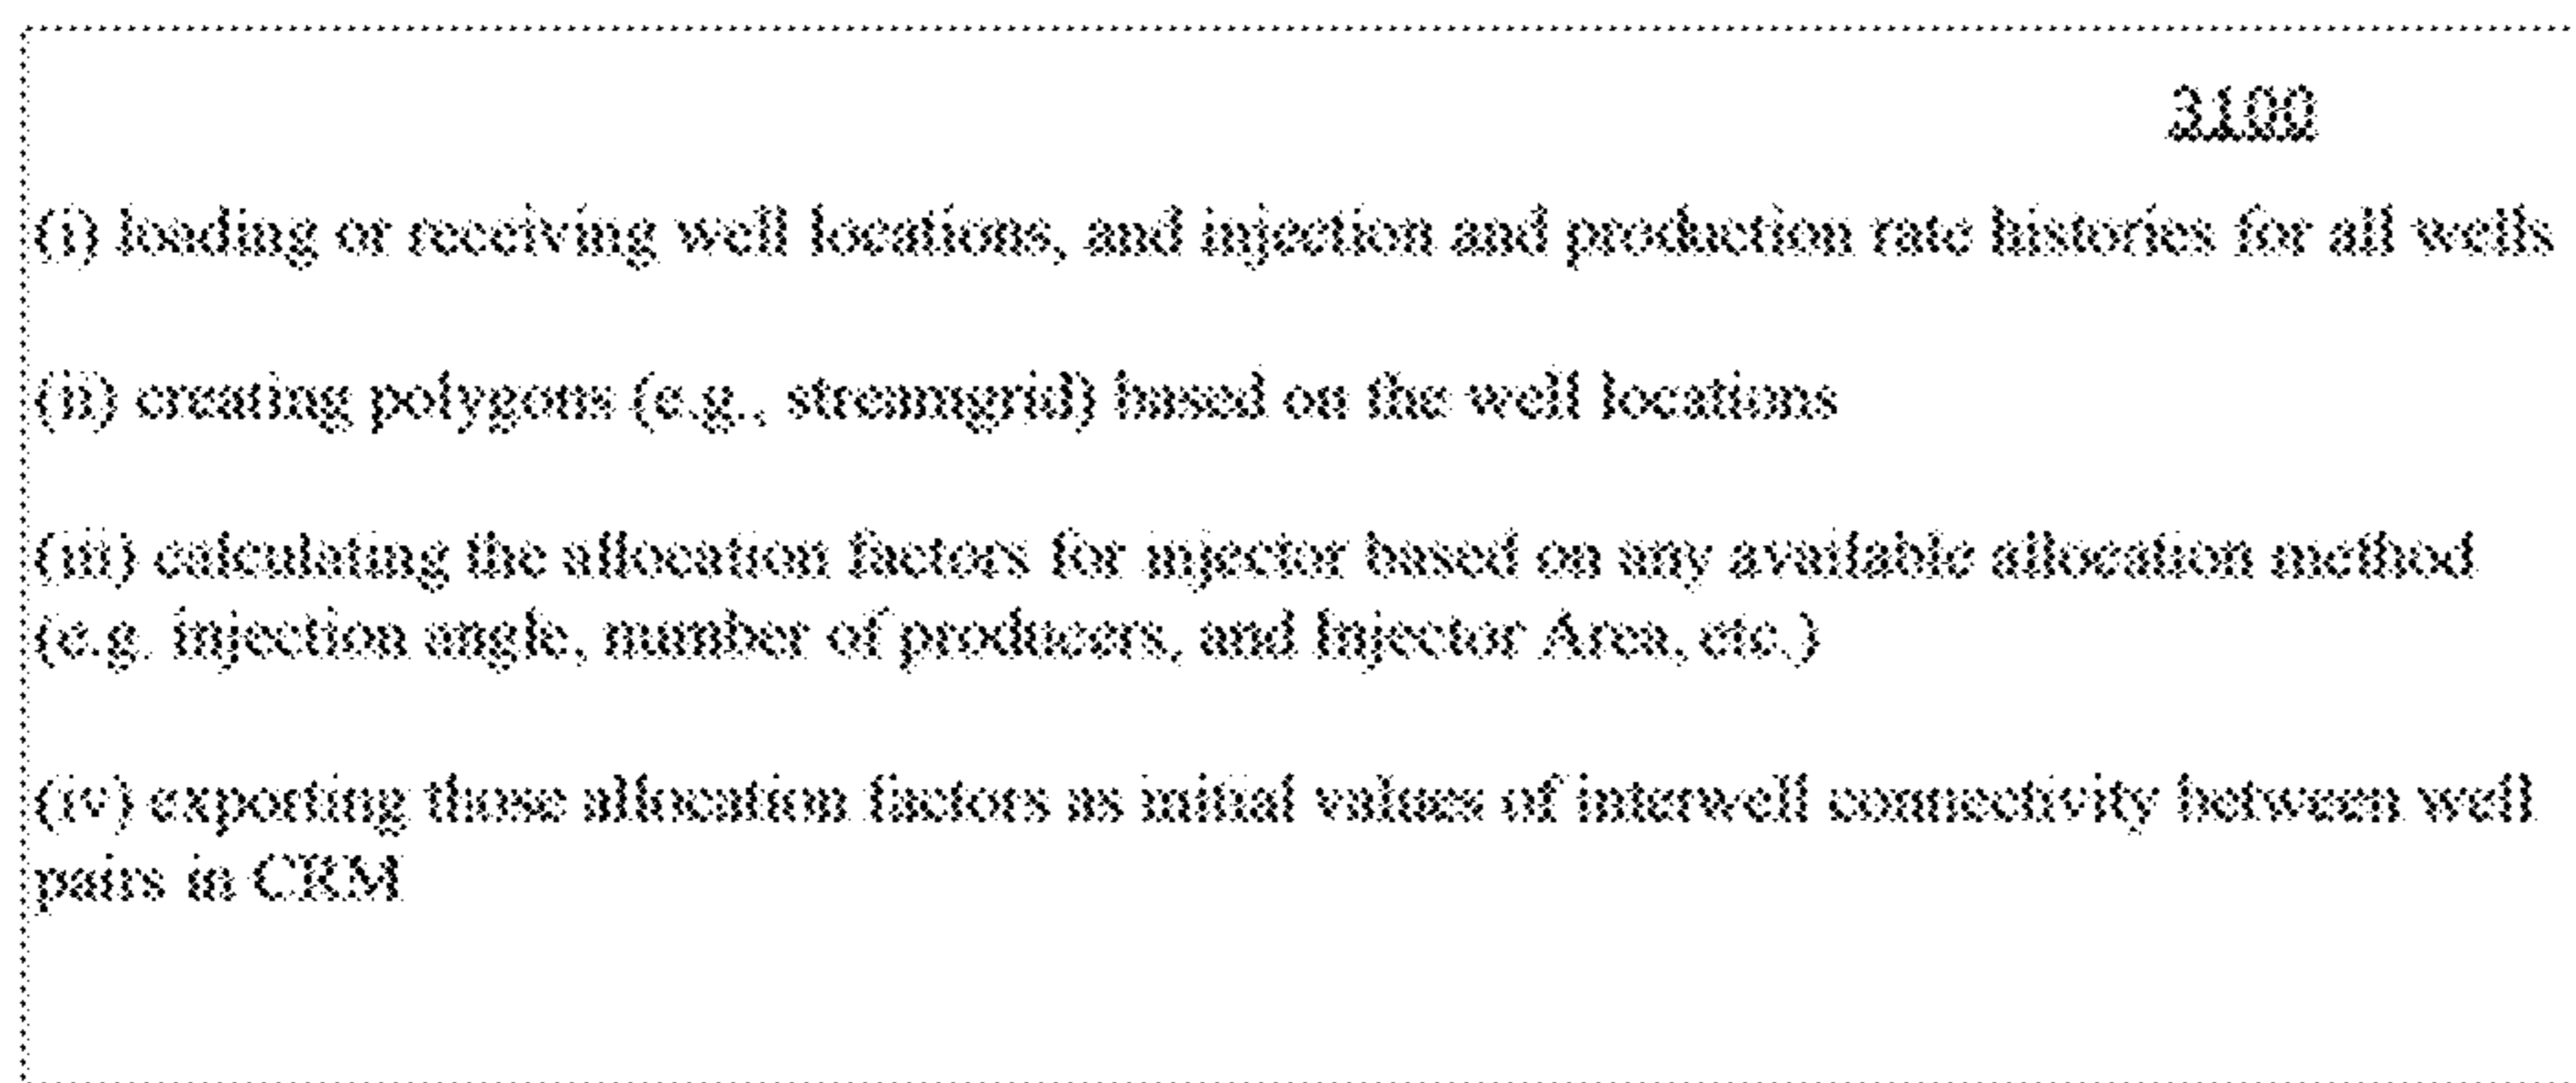 3100
(i) loading or receiving well locations, and injection and production rate histories for all wells
(ii) creating polygons (e.g., streamgrid) based on the well locations
(iii) calculating the allocation factors for injector based on any available allocation method
(e.g. injection angle, number of producers, and Injector Area, etc.)
(iv) exporting those allocation factors as initial values of interwell connectivity between well
pairs in CRM